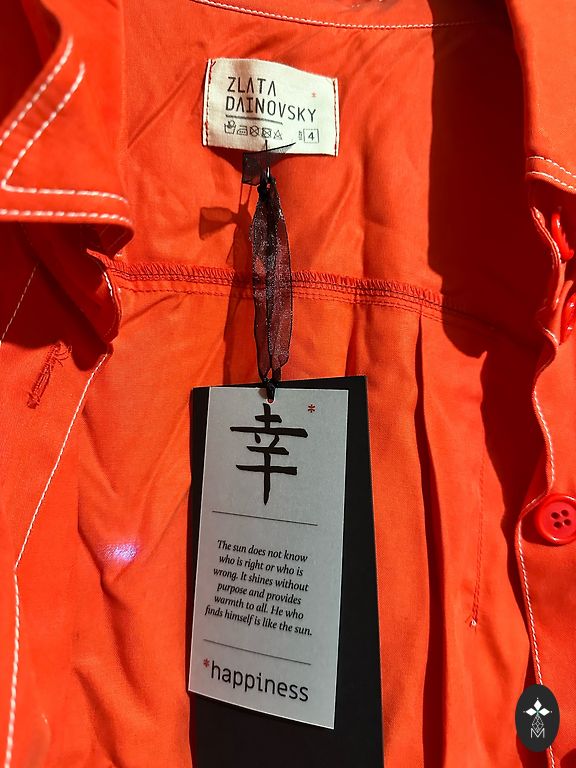 ZLATA
DAINOVSKY
4
幸
The sun does not know
who is right or who is
wrong. It shines without
purpose and provides
warmth to all. He who
finds himself is like the sun.
*happiness
M